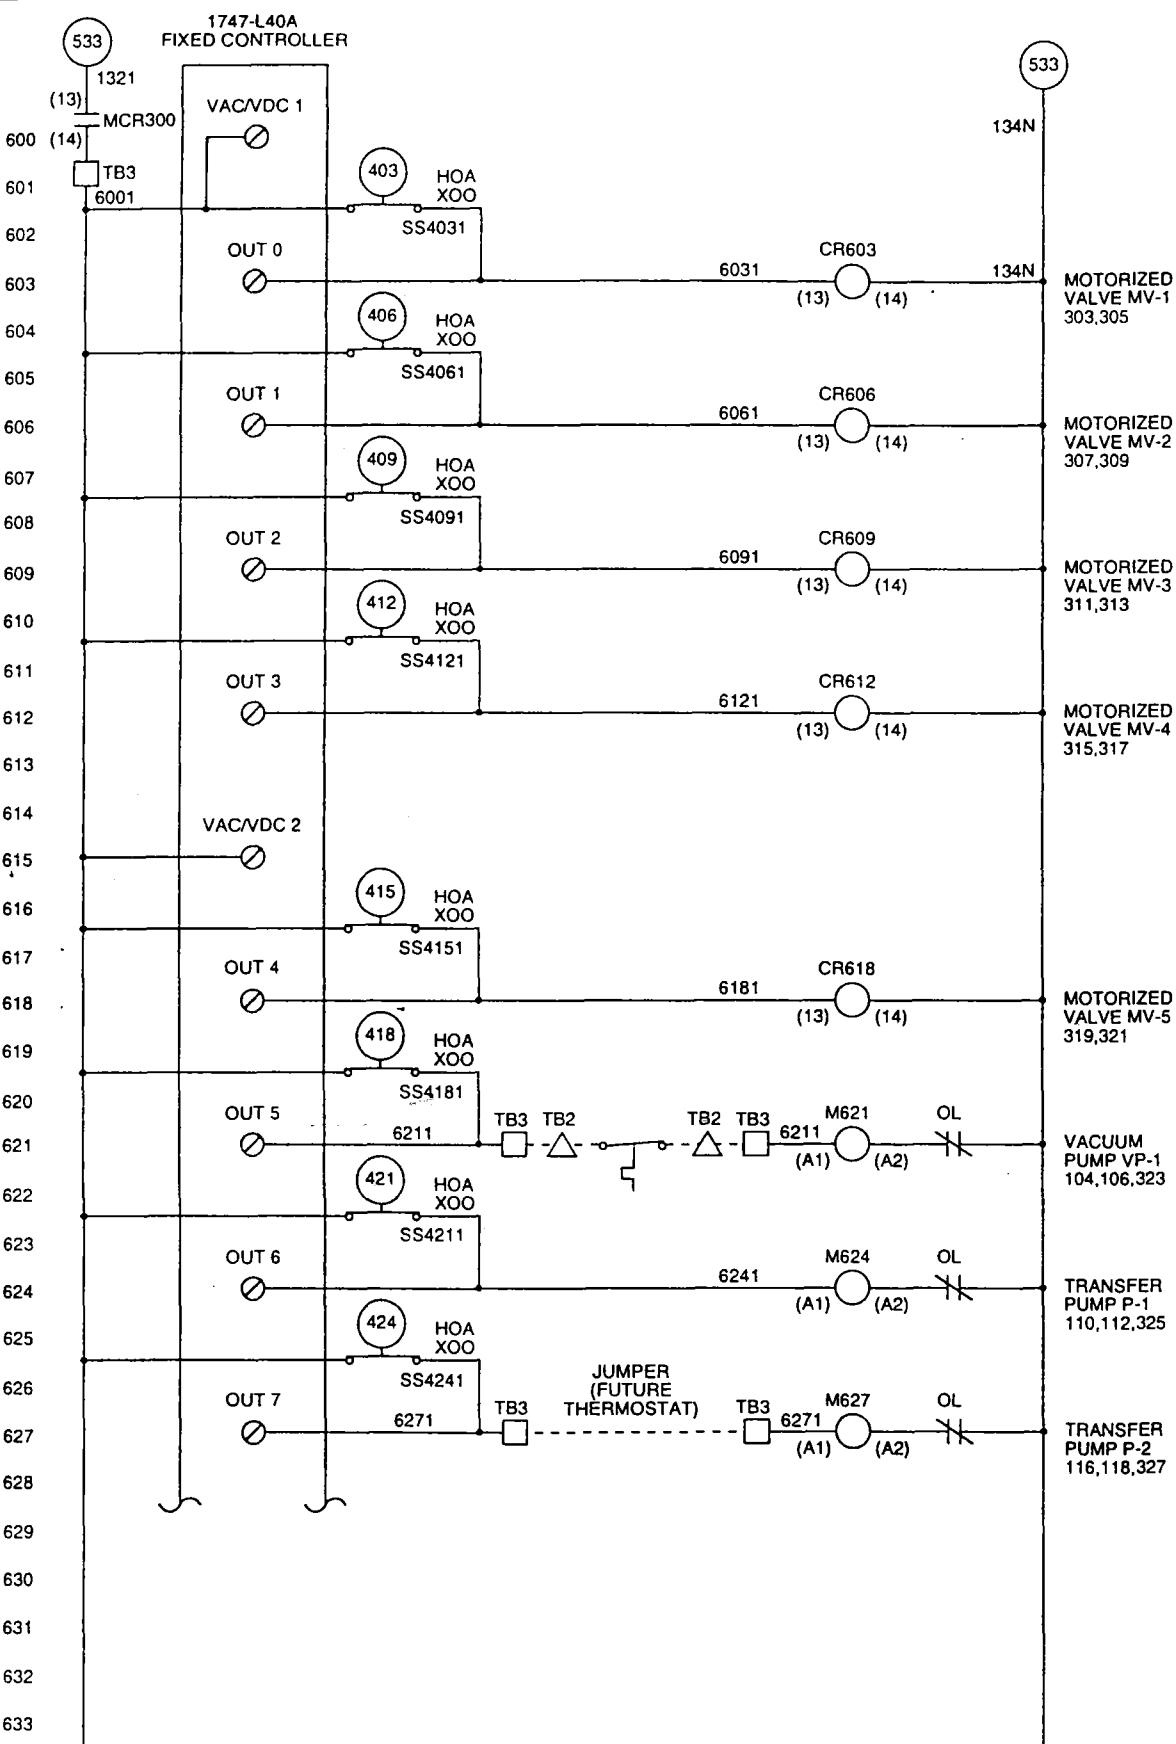 1747-L40A
FIXED CONTROLLER
533
533
1321
(13)
VAC/VDC 1
MCR300
134N
600
(14)
TB3
403
HOA
XOO
601
6001
SS4031
602
OUT 0
CR603
603
6031
134N
(13)
(14)
MOTORIZED
VALVE MV-1
303,305
604
406
HOA
XOO
605
SS4061
OUT 1
CR606
606
6061
(13)
(14)
MOTORIZED
VALVE MV-2
307,309
607
409
HOA
XOO
608
SS4091
OUT 2
CR609
609
6091
(13)
(14)
MOTORIZED
VALVE MV-3
311,313
610
412
HOA
XOO
611
SS4121
OUT 3
CR612
612
6121
(13)
(14)
MOTORIZED
VALVE MV-4
315,317
613
614
VAC/VDC 2
615
616
415
HOA
XOO
617
SS4151
OUT 4
CR618
618
6181
(13)
(14)
MOTORIZED
VALVE MV-5
319,321
619
418
HOA
XOO
620
SS4181
OUT 5
TB3
TB2
TB2
TB3
M621
OL
621
6211
6211
(A1)
(A2)
VACUUM
PUMP VP-1
104,106,323
622
421
HOA
XOO
623
SS4211
OUT 6
M624
OL
624
6241
(A1)
(A2)
TRANSFER
PUMP P-1
110,112,325
625
424
HOA
XOO
626
SS4241
JUMPER
(FUTURE
THERMOSTAT)
OUT 7
TB3
TB3
M627
OL
627
6271
6271
(A1)
(A2)
TRANSFER
PUMP P-2
116,118,327
628
629
630
631
632
633